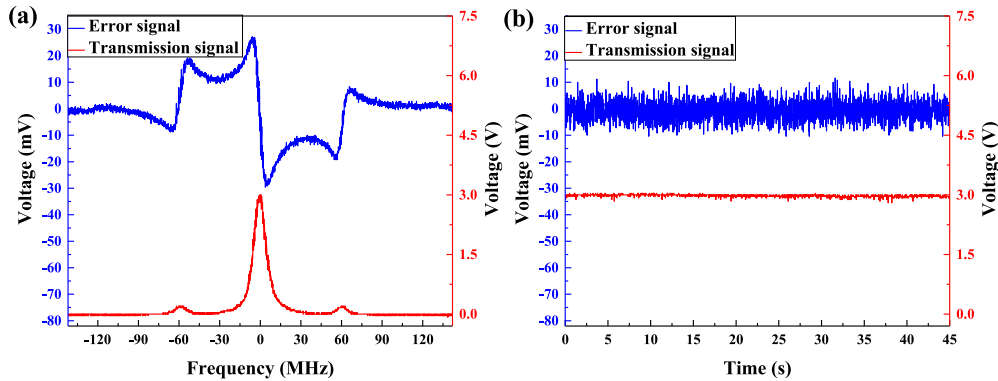 (a)
Error signal
Transmission signal
30
20
10
0
-10
-20
-30
-40
-50
-60
-70
-80
Voltage (mV)
7.5
6.0
4.5
3.0
1.5
0.0
Voltage (V)
-120 -90 -60 -30 0 30 60 90 120
Frequency (MHz)
(b)
Error signal
Transmission signal
30
20
10
0
-10
-20
-30
-40
-50
-60
-70
-80
Voltage (mV)
7.5
6.0
4.5
3.0
1.5
0.0
Voltage (V)
0 5 10 15 20 25 30 35 40 45
Time (s)